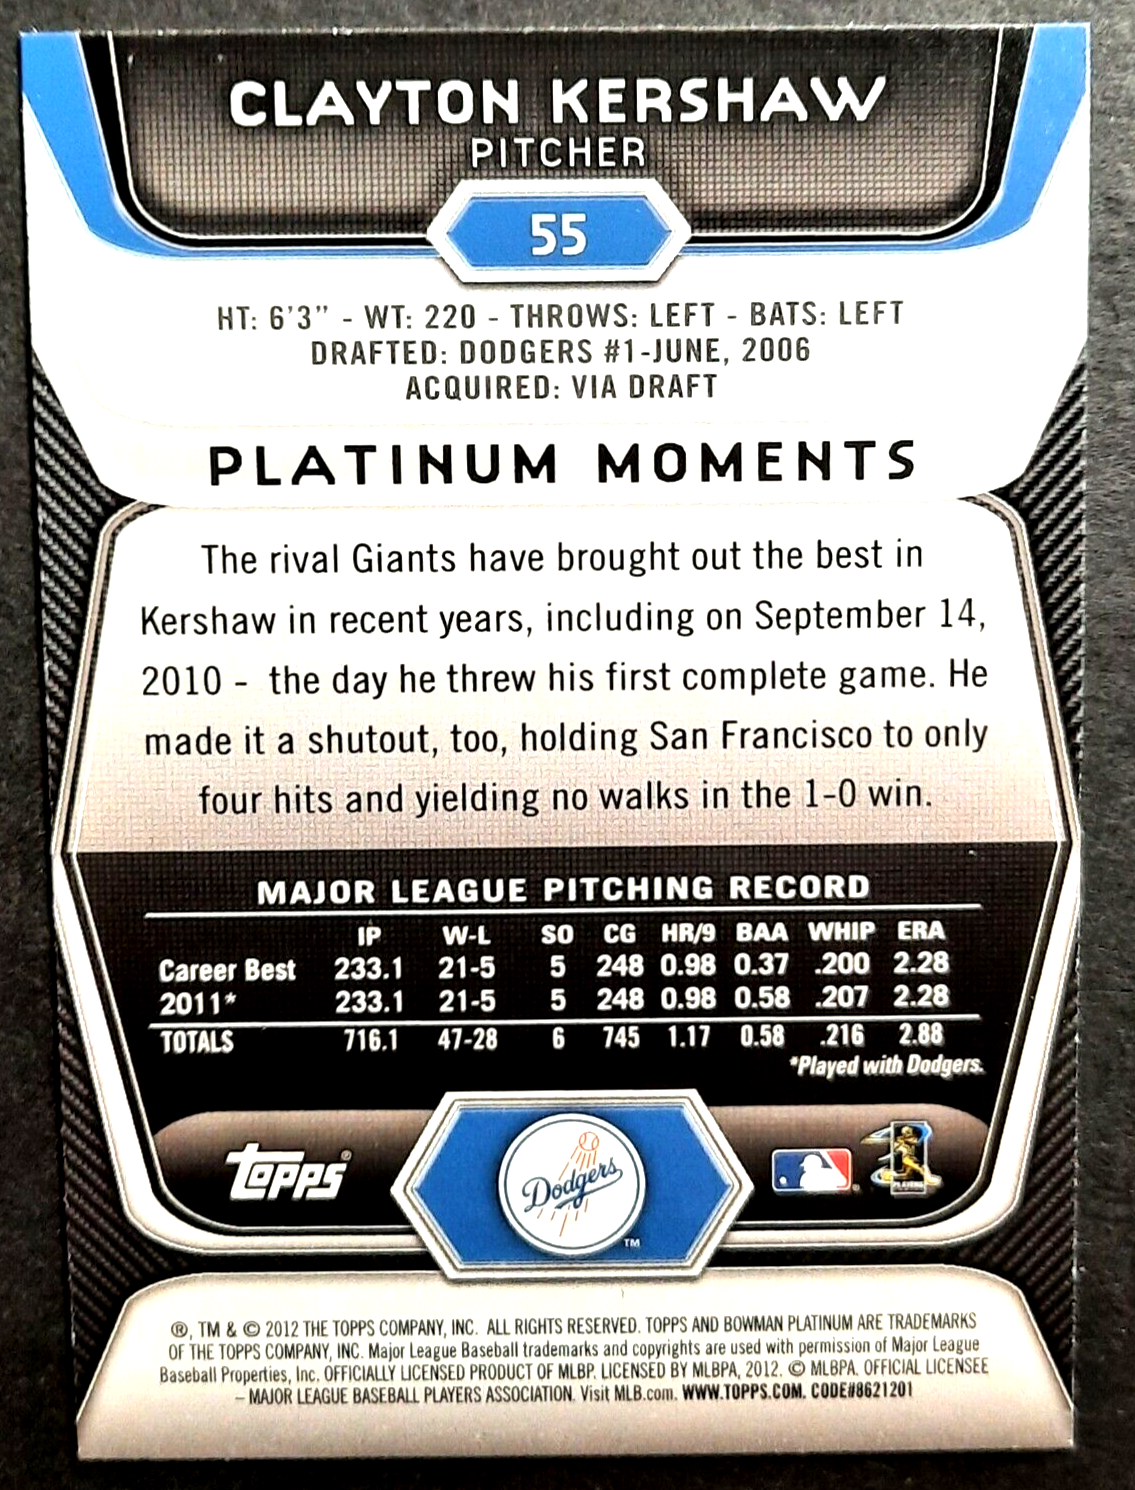 CLAYTON KERSHAW
PITCHER
55
HT: 6'3" - WT: 220 - THROWS: LEFT - BATS: LEFT
DRAFTED: DODGERS #1-JUNE, 2006
ACQUIRED: VIA DRAFT
PLATINUM MOMENTS
The rival Giants have brought out the best in
Kershaw in recent years, including on September 14,
2010 - the day he threw his first complete game. He
made it a shutout, too, holding San Francisco to only
four hits and yielding no walks in the 1-0 win.
MAJOR LEAGUE PITCHING RECORD
IP W-L SO CG HR/9 BAA WHIP ERA
Career Best 233.1 21-5 5 248 0.98 0.37 .200 2.28
2011* 233.1 21-5 5 248 0.98 0.58 .207 2.28
TOTALS 716.1 47-28 6 745 1.17 0.58 .216 2.88
*Played with Dodgers.
Topps®
Dodgers
TM
PLAYERS
®, TM & © 2012 THE TOPPS COMPANY, INC. ALL RIGHTS RESERVED. TOPPS AND BOWMAN PLATINUM ARE TRADEMARKS
OF THE TOPPS COMPANY, INC. Major League Baseball trademarks and copyrights are used with permission of Major League
Baseball Properties, Inc. OFFICIALLY LICENSED PRODUCT OF MLBP. LICENSED BY MLBPA, 2012. © MLBPA. OFFICIAL LICENSEE
– MAJOR LEAGUE BASEBALL PLAYERS ASSOCIATION. Visit MLB.com. WWW.TOPPS.COM. CODE#8621201